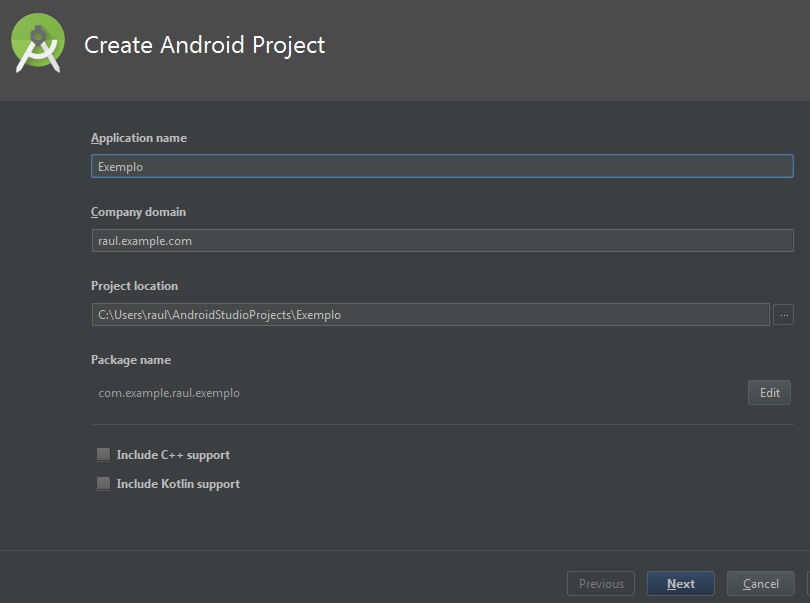 Create Android Project
Application name
Exemplo
Company domain
raul.example.com
Project location
C:\Users\raul\AndroidStudioProjects\Exemplo
...
Package name
com.example.raul.exemplo
Edit
Include C++ support
Include Kotlin support
Previous
Next
Cancel